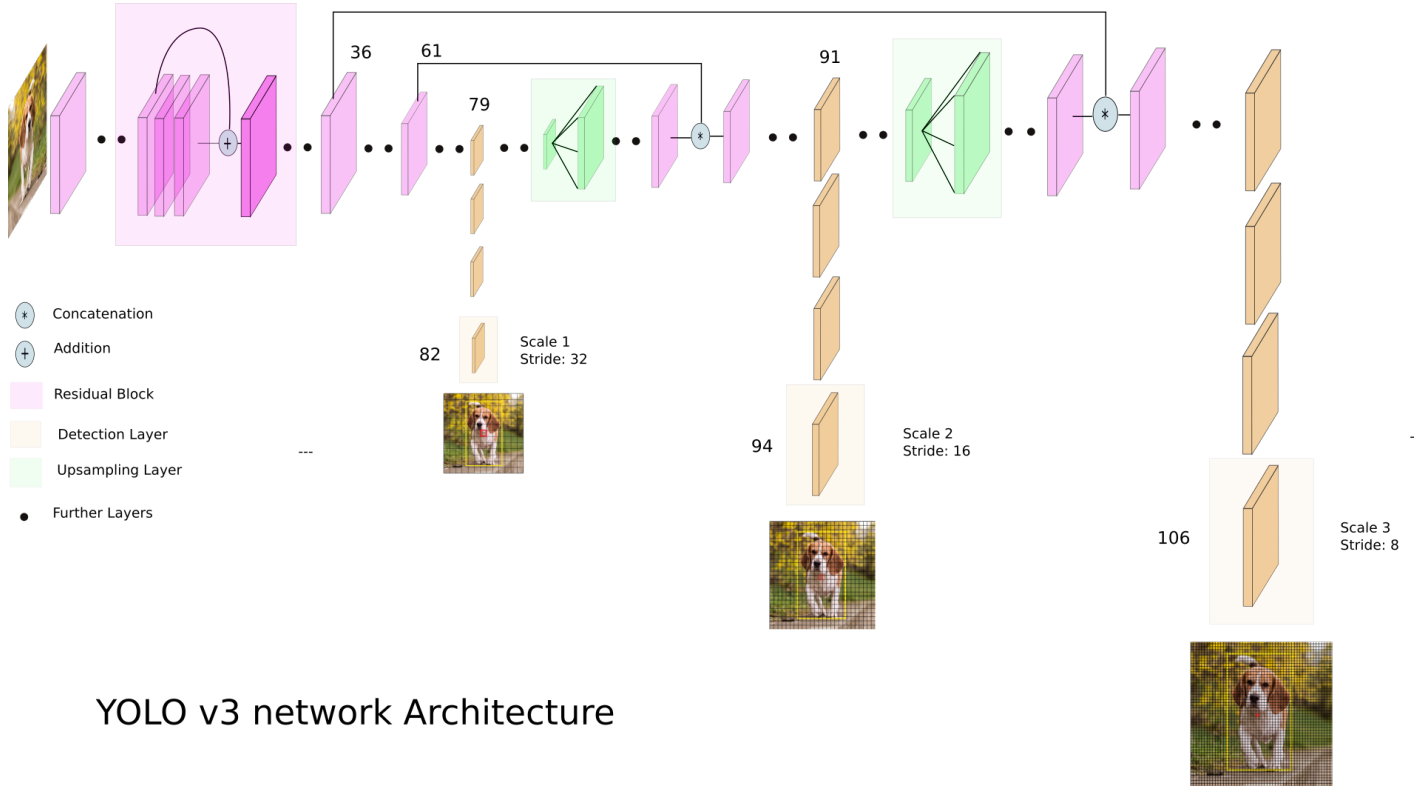 36
61
91
79
*
+
*
*
Concatenation
+
Addition
*
82
Scale 1
Stride: 32
Residual Block
Detection Layer
Upsampling Layer
Further Layers
---
94
Scale 2
Stride: 16
106
Scale 3
Stride: 8
YOLO v3 network Architecture